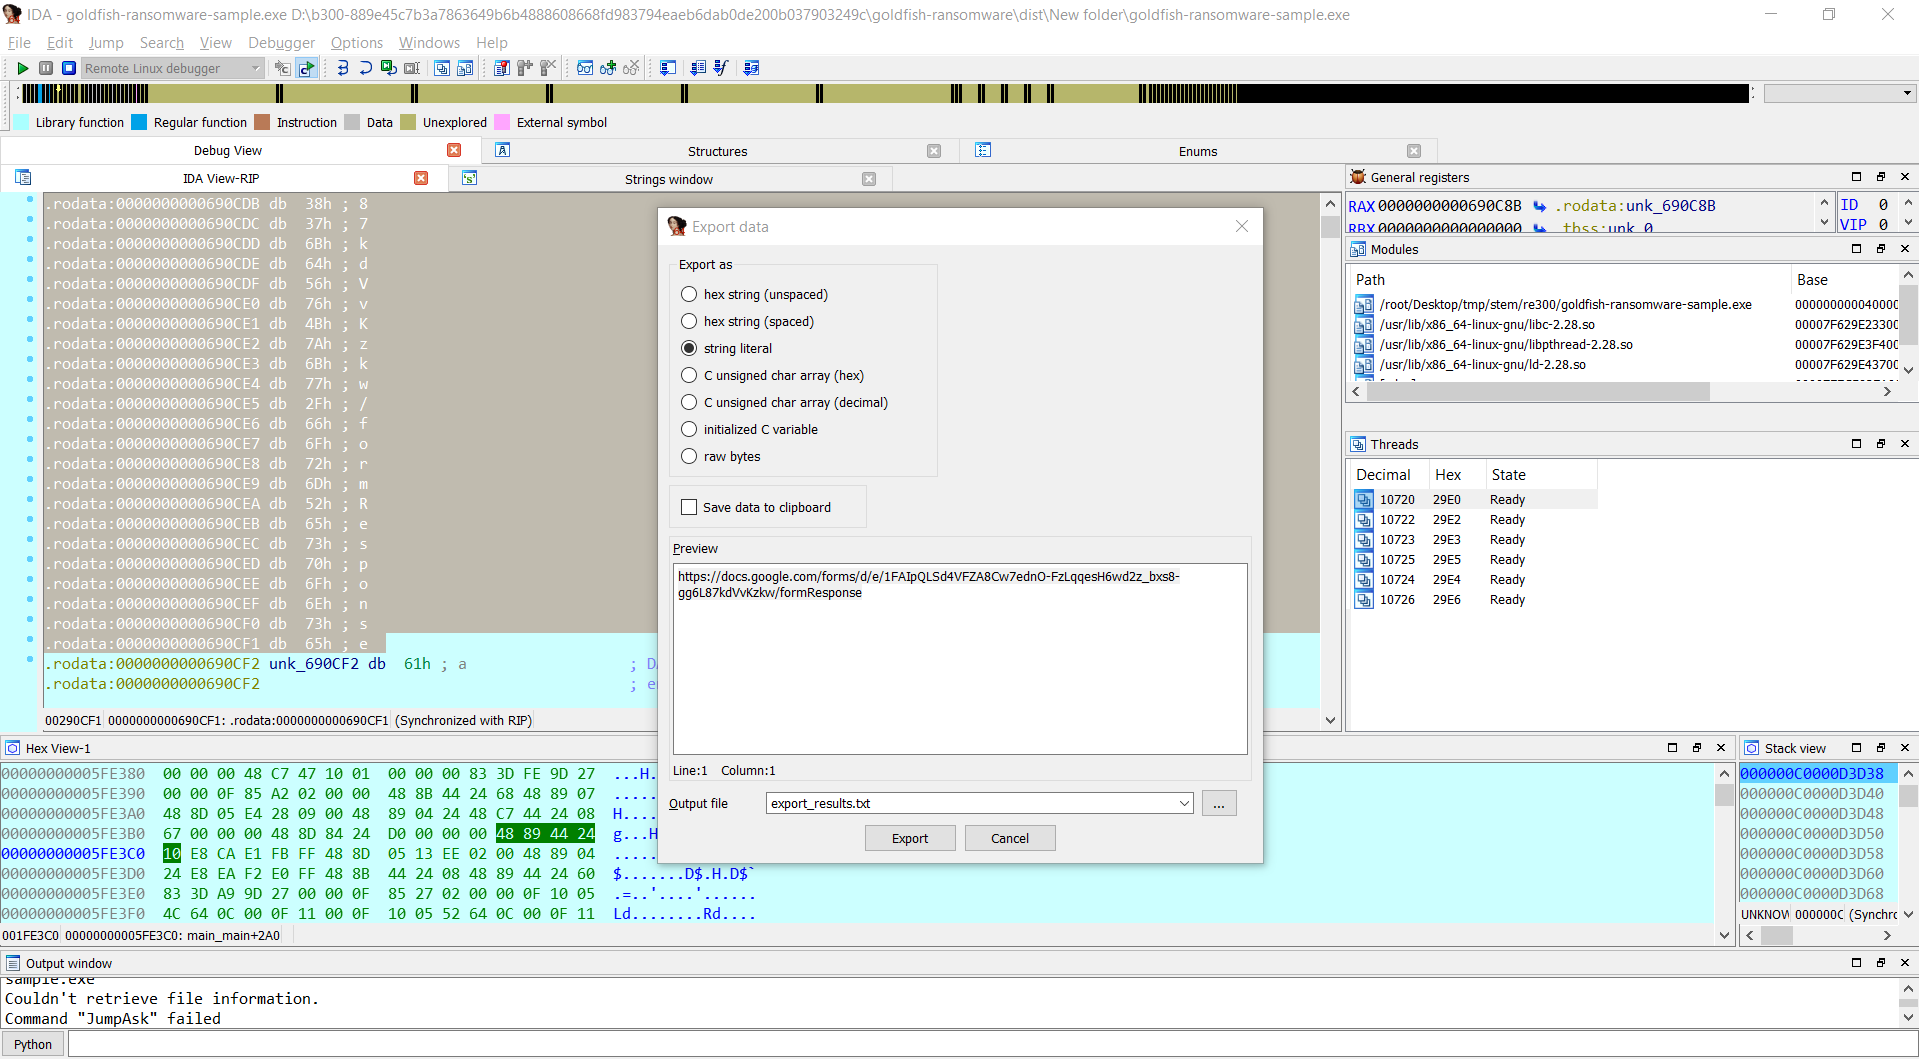 IDA - goldfish-ransomware-sample.exe D:\b300-889e45c7b3a7863649b6b4888608668fd983794eaeb6dab0de200b037903249c\goldfish-ransomware\dist\New folder\goldfish-ransomware-sample.exe
File Edit Jump Search View Debugger Options Windows Help
Remote Linux debugger
Library function Regular function Instruction Data Unexplored External symbol
Debug View Structures Enums
IDA View-RIP Strings window
.rodata:0000000000690CDB db 38h ; 8
.rodata:0000000000690CDC db 37h ; 7
.rodata:0000000000690CDD db 6Bh ; k
.rodata:0000000000690CDE db 64h ; d
.rodata:0000000000690CDF db 56h ; V
.rodata:0000000000690CE0 db 76h ; v
.rodata:0000000000690CE1 db 4Bh ; K
.rodata:0000000000690CE2 db 7Ah ; z
.rodata:0000000000690CE3 db 6Bh ; k
.rodata:0000000000690CE4 db 77h ; w
.rodata:0000000000690CE5 db 2Fh ; /
.rodata:0000000000690CE6 db 66h ; f
.rodata:0000000000690CE7 db 6Fh ; o
.rodata:0000000000690CE8 db 72h ; r
.rodata:0000000000690CE9 db 6Dh ; m
.rodata:0000000000690CEA db 52h ; R
.rodata:0000000000690CEB db 65h ; e
.rodata:0000000000690CEC db 73h ; s
.rodata:0000000000690CED db 70h ; p
.rodata:0000000000690CEE db 6Fh ; o
.rodata:0000000000690CEF db 6Eh ; n
.rodata:0000000000690CF0 db 73h ; s
.rodata:0000000000690CF1 db 65h ; e
.rodata:0000000000690CF2 unk_690CF2 db 61h ; a ; D
.rodata:0000000000690CF2 ; e
00290CF1 0000000000690CF1: .rodata:0000000000690CF1 (Synchronized with RIP)
Export data
Export as
hex string (unspaced)
hex string (spaced)
string literal
C unsigned char array (hex)
C unsigned char array (decimal)
initialized C variable
raw bytes
Save data to clipboard
Preview
https://docs.google.com/forms/d/e/1FAIpQLSd4VFZA8Cw7ednO-FzLqqesH6wd2z_bxs8-
gg6L87kdVvKzkw/formResponse
Line:1 Column:1
Output file export_results.txt ...
Export Cancel
General registers
RAX 0000000000690C8B .rodata:unk_690C8B
RBX 0000000000000000 .tbss:unk_0
ID 0
VIP 0
Modules
Path Base
/root/Desktop/tmp/stem/re300/goldfish-ransomware-sample.exe 000000000040000
/usr/lib/x86_64-linux-gnu/libc-2.28.so 00007F629E23300
/usr/lib/x86_64-linux-gnu/libpthread-2.28.so 00007F629E3F400
/usr/lib/x86_64-linux-gnu/ld-2.28.so 00007F629E43700
Threads
Decimal Hex State
10720 29E0 Ready
10722 29E2 Ready
10723 29E3 Ready
10725 29E5 Ready
10724 29E4 Ready
10726 29E6 Ready
Hex View-1
00000000005FE380 00 00 00 48 C7 47 10 01 00 00 00 83 3D FE 9D 27 ...H.
00000000005FE390 00 00 0F 85 A2 02 00 00 48 8B 44 24 68 48 89 07 .....
00000000005FE3A0 48 8D 05 E4 28 09 00 48 89 04 24 48 C7 44 24 08 H....
00000000005FE3B0 67 00 00 00 48 8D 84 24 D0 00 00 00 48 89 44 24 g...H
00000000005FE3C0 10 E8 CA E1 FB FF 48 8D 05 13 EE 02 00 48 89 04 .....
00000000005FE3D0 24 E8 EA F2 E0 FF 48 8B 44 24 08 48 89 44 24 60 $.......D$.H.D$`
00000000005FE3E0 83 3D A9 9D 27 00 00 0F 85 27 02 00 00 0F 10 05 .=..'....'......
00000000005FE3F0 4C 64 0C 00 0F 11 00 0F 10 05 52 64 0C 00 0F 11 Ld........Rd....
001FE3C0 00000000005FE3C0: main_main+2A0
Stack view
000000C0000D3D38
000000C0000D3D40
000000C0000D3D48
000000C0000D3D50
000000C0000D3D58
000000C0000D3D60
000000C0000D3D68
UNKNOW 000000C (Synchro
Output window
sample.exe
Couldn't retrieve file information.
Command "JumpAsk" failed
Python